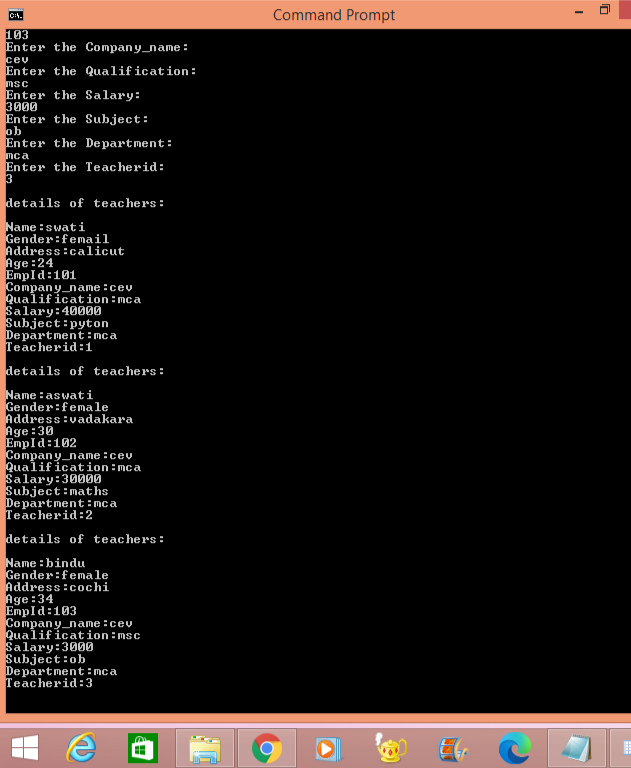 Command Prompt
103
Enter the Company_name:
cev
Enter the Qualification:
msc
Enter the Salary:
3000
Enter the Subject:
ob
Enter the Department:
mca
Enter the Teacherid:
3
details of teachers:
Name:swati
Gender:femail
Address:calicut
Age:24
EmpId:101
Company_name:cev
Qualification:mca
Salary:40000
Subject:pyton
Department:mca
Teacherid:1
details of teachers:
Name:aswati
Gender:female
Address:vadakara
Age:30
EmpId:102
Company_name:cev
Qualification:mca
Salary:30000
Subject:maths
Department:mca
Teacherid:2
details of teachers:
Name:bindu
Gender:female
Address:cochi
Age:34
EmpId:103
Company_name:cev
Qualification:msc
Salary:3000
Subject:ob
Department:mca
Teacherid:3